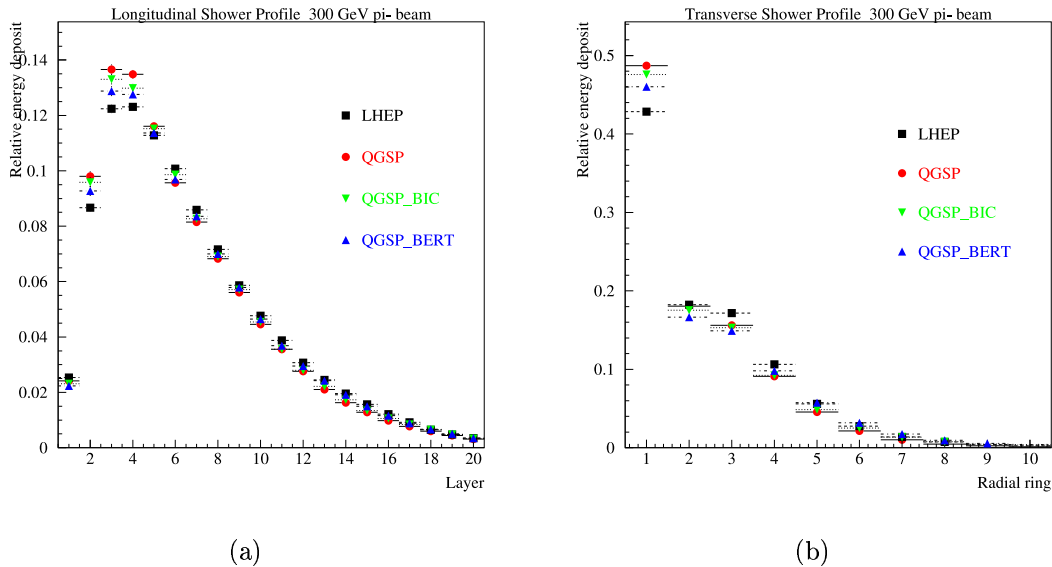 Longitudinal Shower Profile 300 GeV pi- beam
Relative energy deposit
0.14
0.12
0.1
0.08
0.06
0.04
0.02
0
LHEP
QGSP
QGSP_BIC
QGSP_BERT
2 4 6 8 10 12 14 16 18 20
Layer
(a)
Transverse Shower Profile 300 GeV pi- beam
Relative energy deposit
0.5
0.4
0.3
0.2
0.1
0
LHEP
QGSP
QGSP_BIC
QGSP_BERT
1 2 3 4 5 6 7 8 9 10
Radial ring
(b)